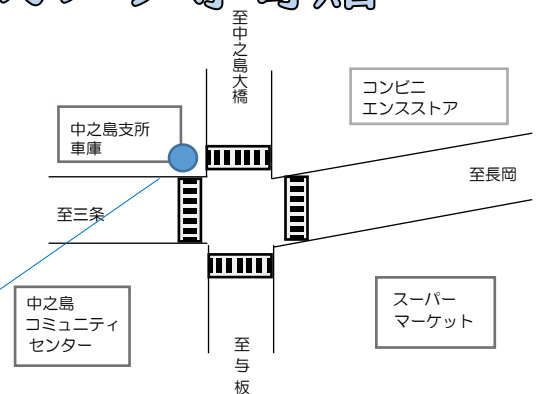 至中之島大橋
コンビニ
エンスストア
中之島支所
車庫
至長岡
至三条
中之島
コミュニティ
センター
スーパー
マーケット
至与板